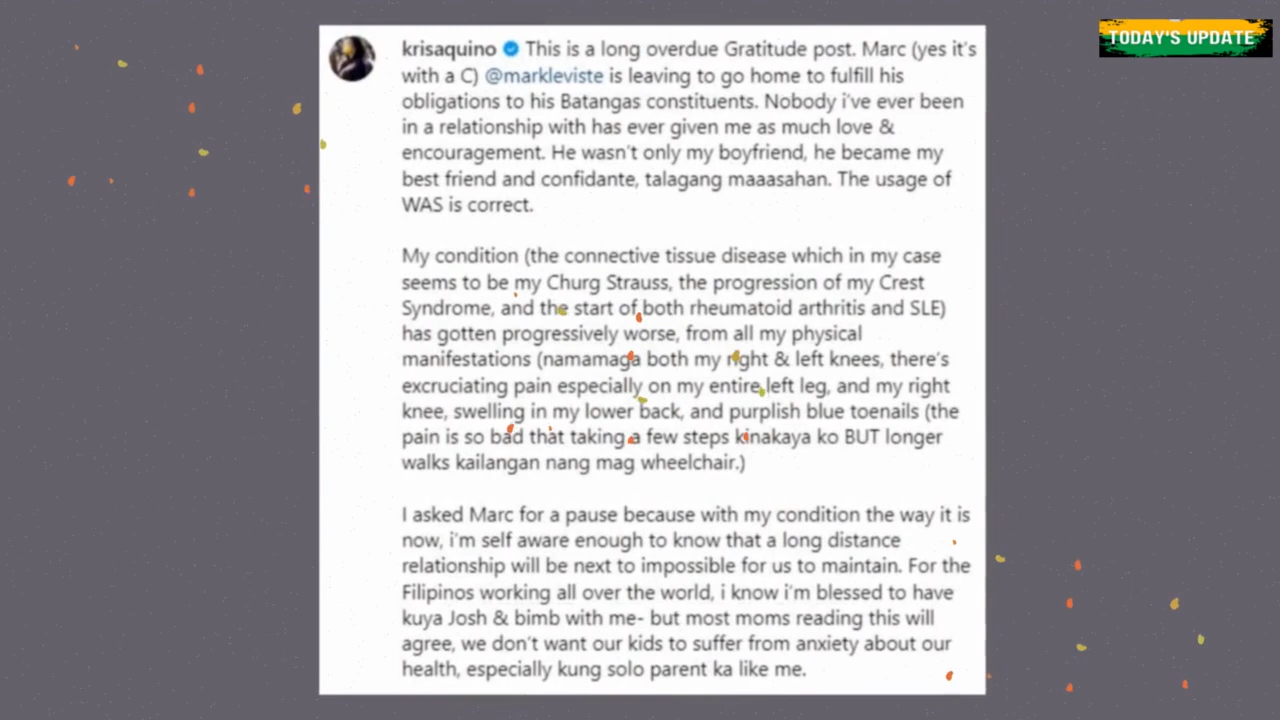 TODAY'S UPDATE
krisaquino This is a long overdue Gratitude post. Marc (yes it's
with a C) @markleviste is leaving to go home to fulfill his
obligations to his Batangas constituents. Nobody i've ever been
in a relationship with has ever given me as much love &
encouragement. He wasn't only my boyfriend, he became my
best friend and confidante, talagang maaasahan. The usage of
WAS is correct.
My condition (the connective tissue disease which in my case
seems to be my Churg Strauss, the progression of my Crest
Syndrome, and the start of both rheumatoid arthritis and SLE)
has gotten progressively worse, from all my physical
manifestations (namamaga both my right & left knees, there's
excruciating pain especially on my entire left leg, and my right
knee, swelling in my lower back, and purplish blue toenails (the
pain is so bad that taking a few steps kinakaya ko BUT longer
walks kailangan nang mag wheelchair.)
I asked Marc for a pause because with my condition the way it is
now, i'm self aware enough to know that a long distance
relationship will be next to impossible for us to maintain. For the
Filipinos working all over the world, i know i'm blessed to have
kuya Josh & bimb with me- but most moms reading this will
agree, we don't want our kids to suffer from anxiety about our
health, especially kung solo parent ka like me.